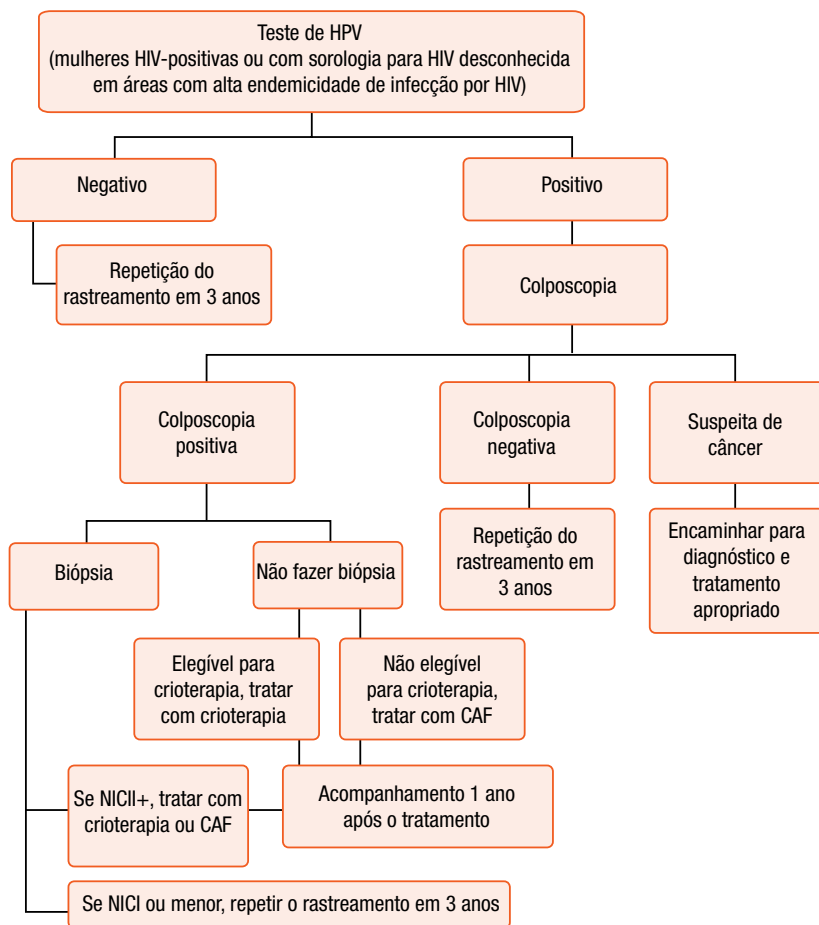 Teste de HPV
(mulheres HIV-positivas ou com sorologia para HIV desconhecida
em áreas com alta endemicidade de infecção por HIV)
Negativo
Positivo
Repetição do
rastreamento em 3 anos
Colposcopia
Colposcopia
positiva
Colposcopia
negativa
Suspeita de
câncer
Biópsia
Não fazer biópsia
Repetição do
rastreamento em
3 anos
Encaminhar para
diagnóstico e
tratamento
apropriado
Elegível para
crioterapia, tratar
com crioterapia
Não elegível
para crioterapia,
tratar com CAF
Se NICII+, tratar com
crioterapia ou CAF
Acompanhamento 1 ano
após o tratamento
Se NICI ou menor, repetir o rastreamento em 3 anos